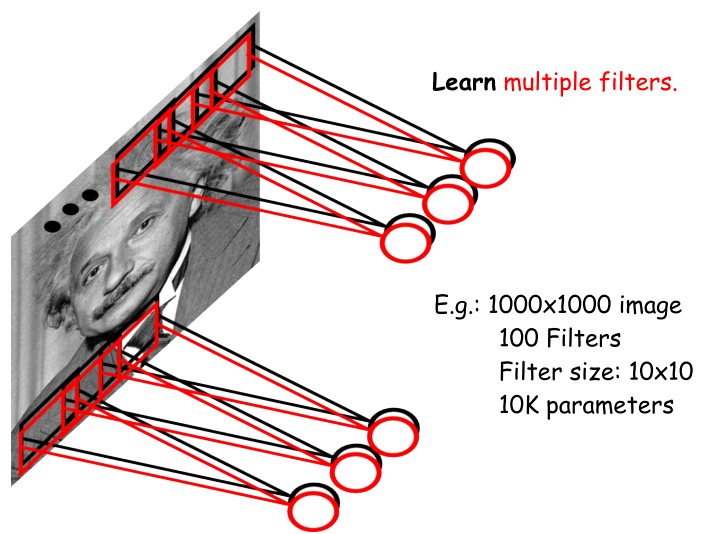 Learn multiple filters.
E.g.: 1000x1000 image
100 Filters
Filter size: 10x10
10K parameters